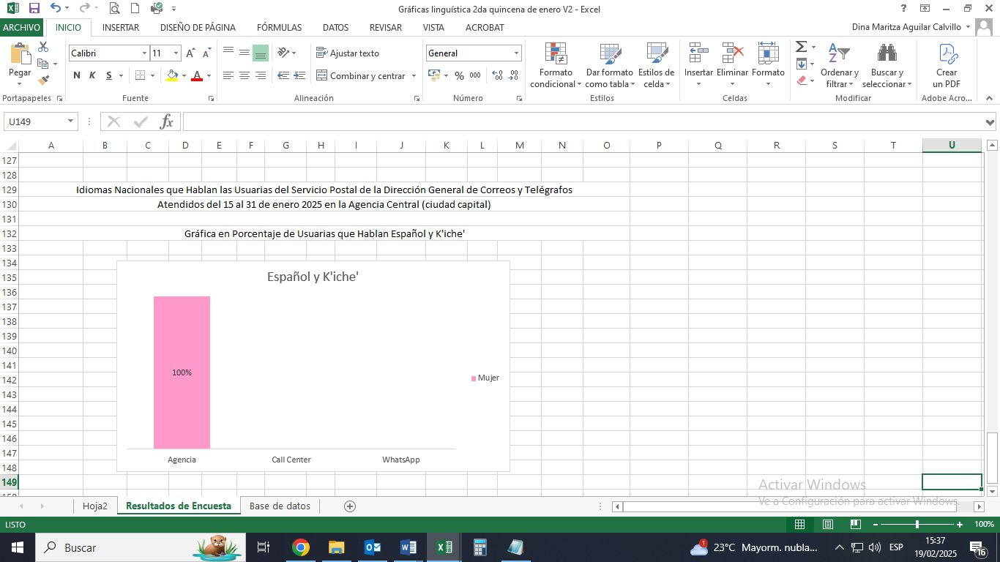 Gráficas linguística 2da quincena de enero V2 - Excel
ARCHIVO INICIO INSERTAR DISEÑO DE PÁGINA FÓRMULAS DATOS REVISAR VISTA ACROBAT
Dina Maritza Aguilar Calvillo
Pegar
Portapapeles
Calibri 11
N K S
Fuente
Ajustar texto
Combinar y centrar
Alineación
General
% 000
Número
Formato condicional
Dar formato como tabla
Estilos de celda
Estilos
Insertar Eliminar Formato
Celdas
Ordenar y filtrar
Buscar y seleccionar
Modificar
Crear un PDF
Adobe Acro...
U149
fx
A B C D E F G H I J K L M N O P Q R S T U
127
128
129 Idiomas Nacionales que Hablan las Usuarias del Servicio Postal de la Dirección General de Correos y Telégrafos
130 Atendidos del 15 al 31 de enero 2025 en la Agencia Central (ciudad capital)
131
132 Gráfica en Porcentaje de Usuarias que Hablan Español y K'iche'
133
134
135 Español y K'iche'
136
137
138
139
140
141
142
143
144
145
146
147
148
149
100%
Mujer
Agencia Call Center WhatsApp
Activar Windows
Ve a Configuración para activar Windows.
Hoja2 Resultados de Encuesta Base de datos
LISTO
100%
Buscar
23°C Mayorm. nubla...
ESP
15:37
19/02/2025
16